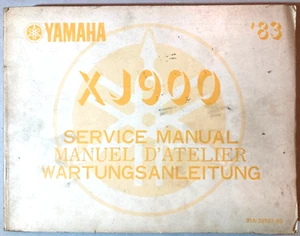 YAMAHA '83
XJ900
SERVICE MANUAL
MANUEL D'ATELIER
WARTUNGSANLEITUNG